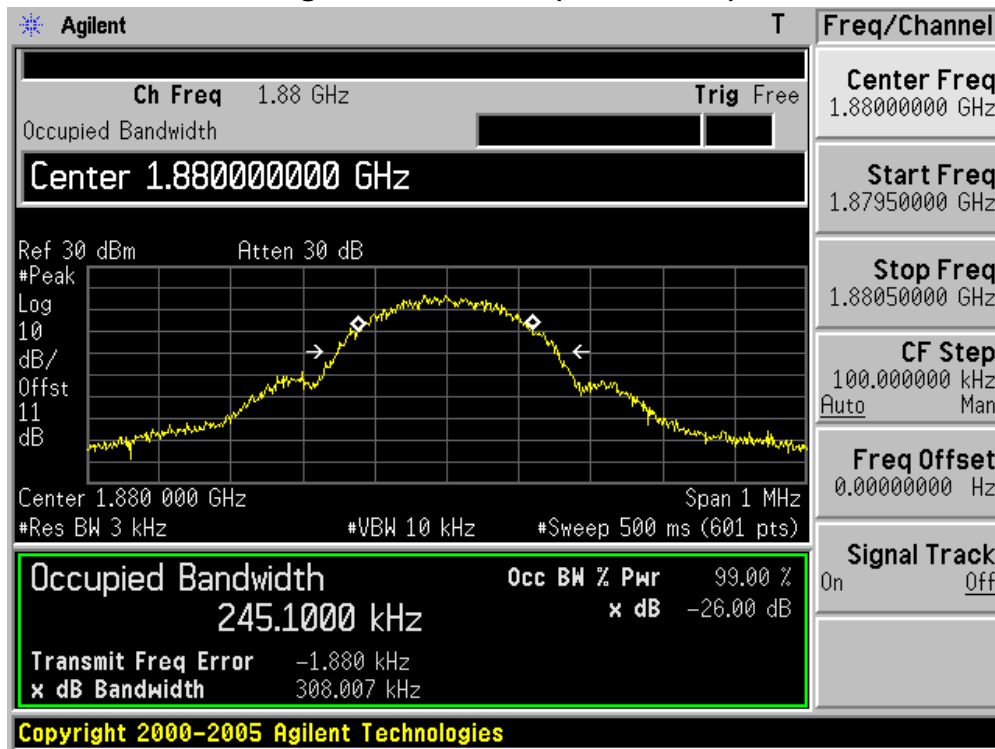 Agilent T Freq/Channel
Ch Freq 1.88 GHz Trig Free
Occupied Bandwidth
Center 1.880000000 GHz
Ref 30 dBm Atten 30 dB
#Peak
Log
10
dB/
Offst
11
dB
Center 1.880 000 GHz Span 1 MHz
#Res BW 3 kHz #VBW 10 kHz #Sweep 500 ms (601 pts)
Occupied Bandwidth Occ BW % Pwr 99.00 %
245.1000 kHz x dB -26.00 dB
Transmit Freq Error -1.880 kHz
x dB Bandwidth 308.007 kHz
Center Freq
1.88000000 GHz
Start Freq
1.87950000 GHz
Stop Freq
1.88050000 GHz
CF Step
100.000000 kHz
Auto Man
Freq Offset
0.00000000 Hz
Signal Track
On Off
Copyright 2000-2005 Agilent Technologies